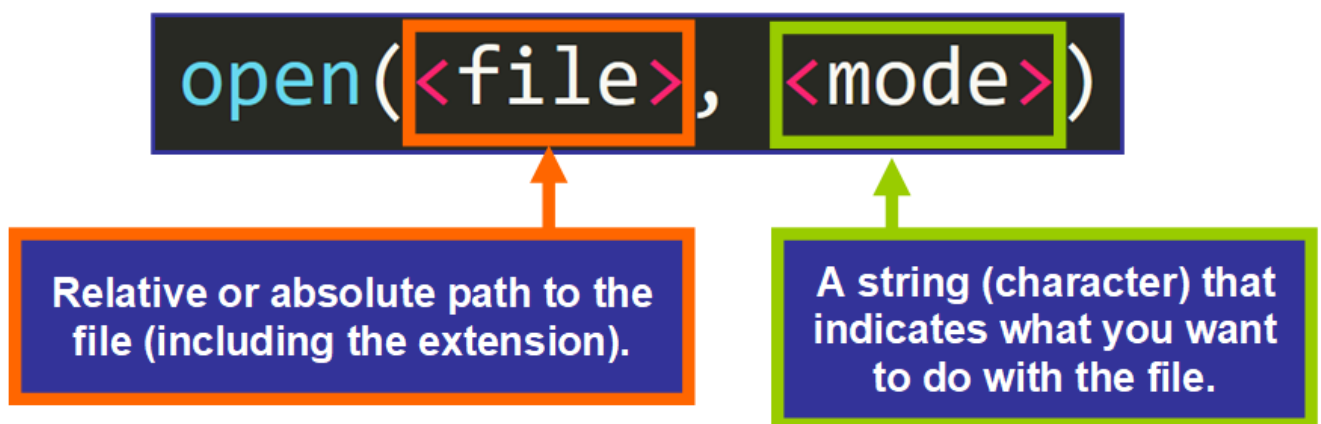 open(<file>, <mode>)
Relative or absolute path to the
file (including the extension).
A string (character) that
indicates what you want
to do with the file.